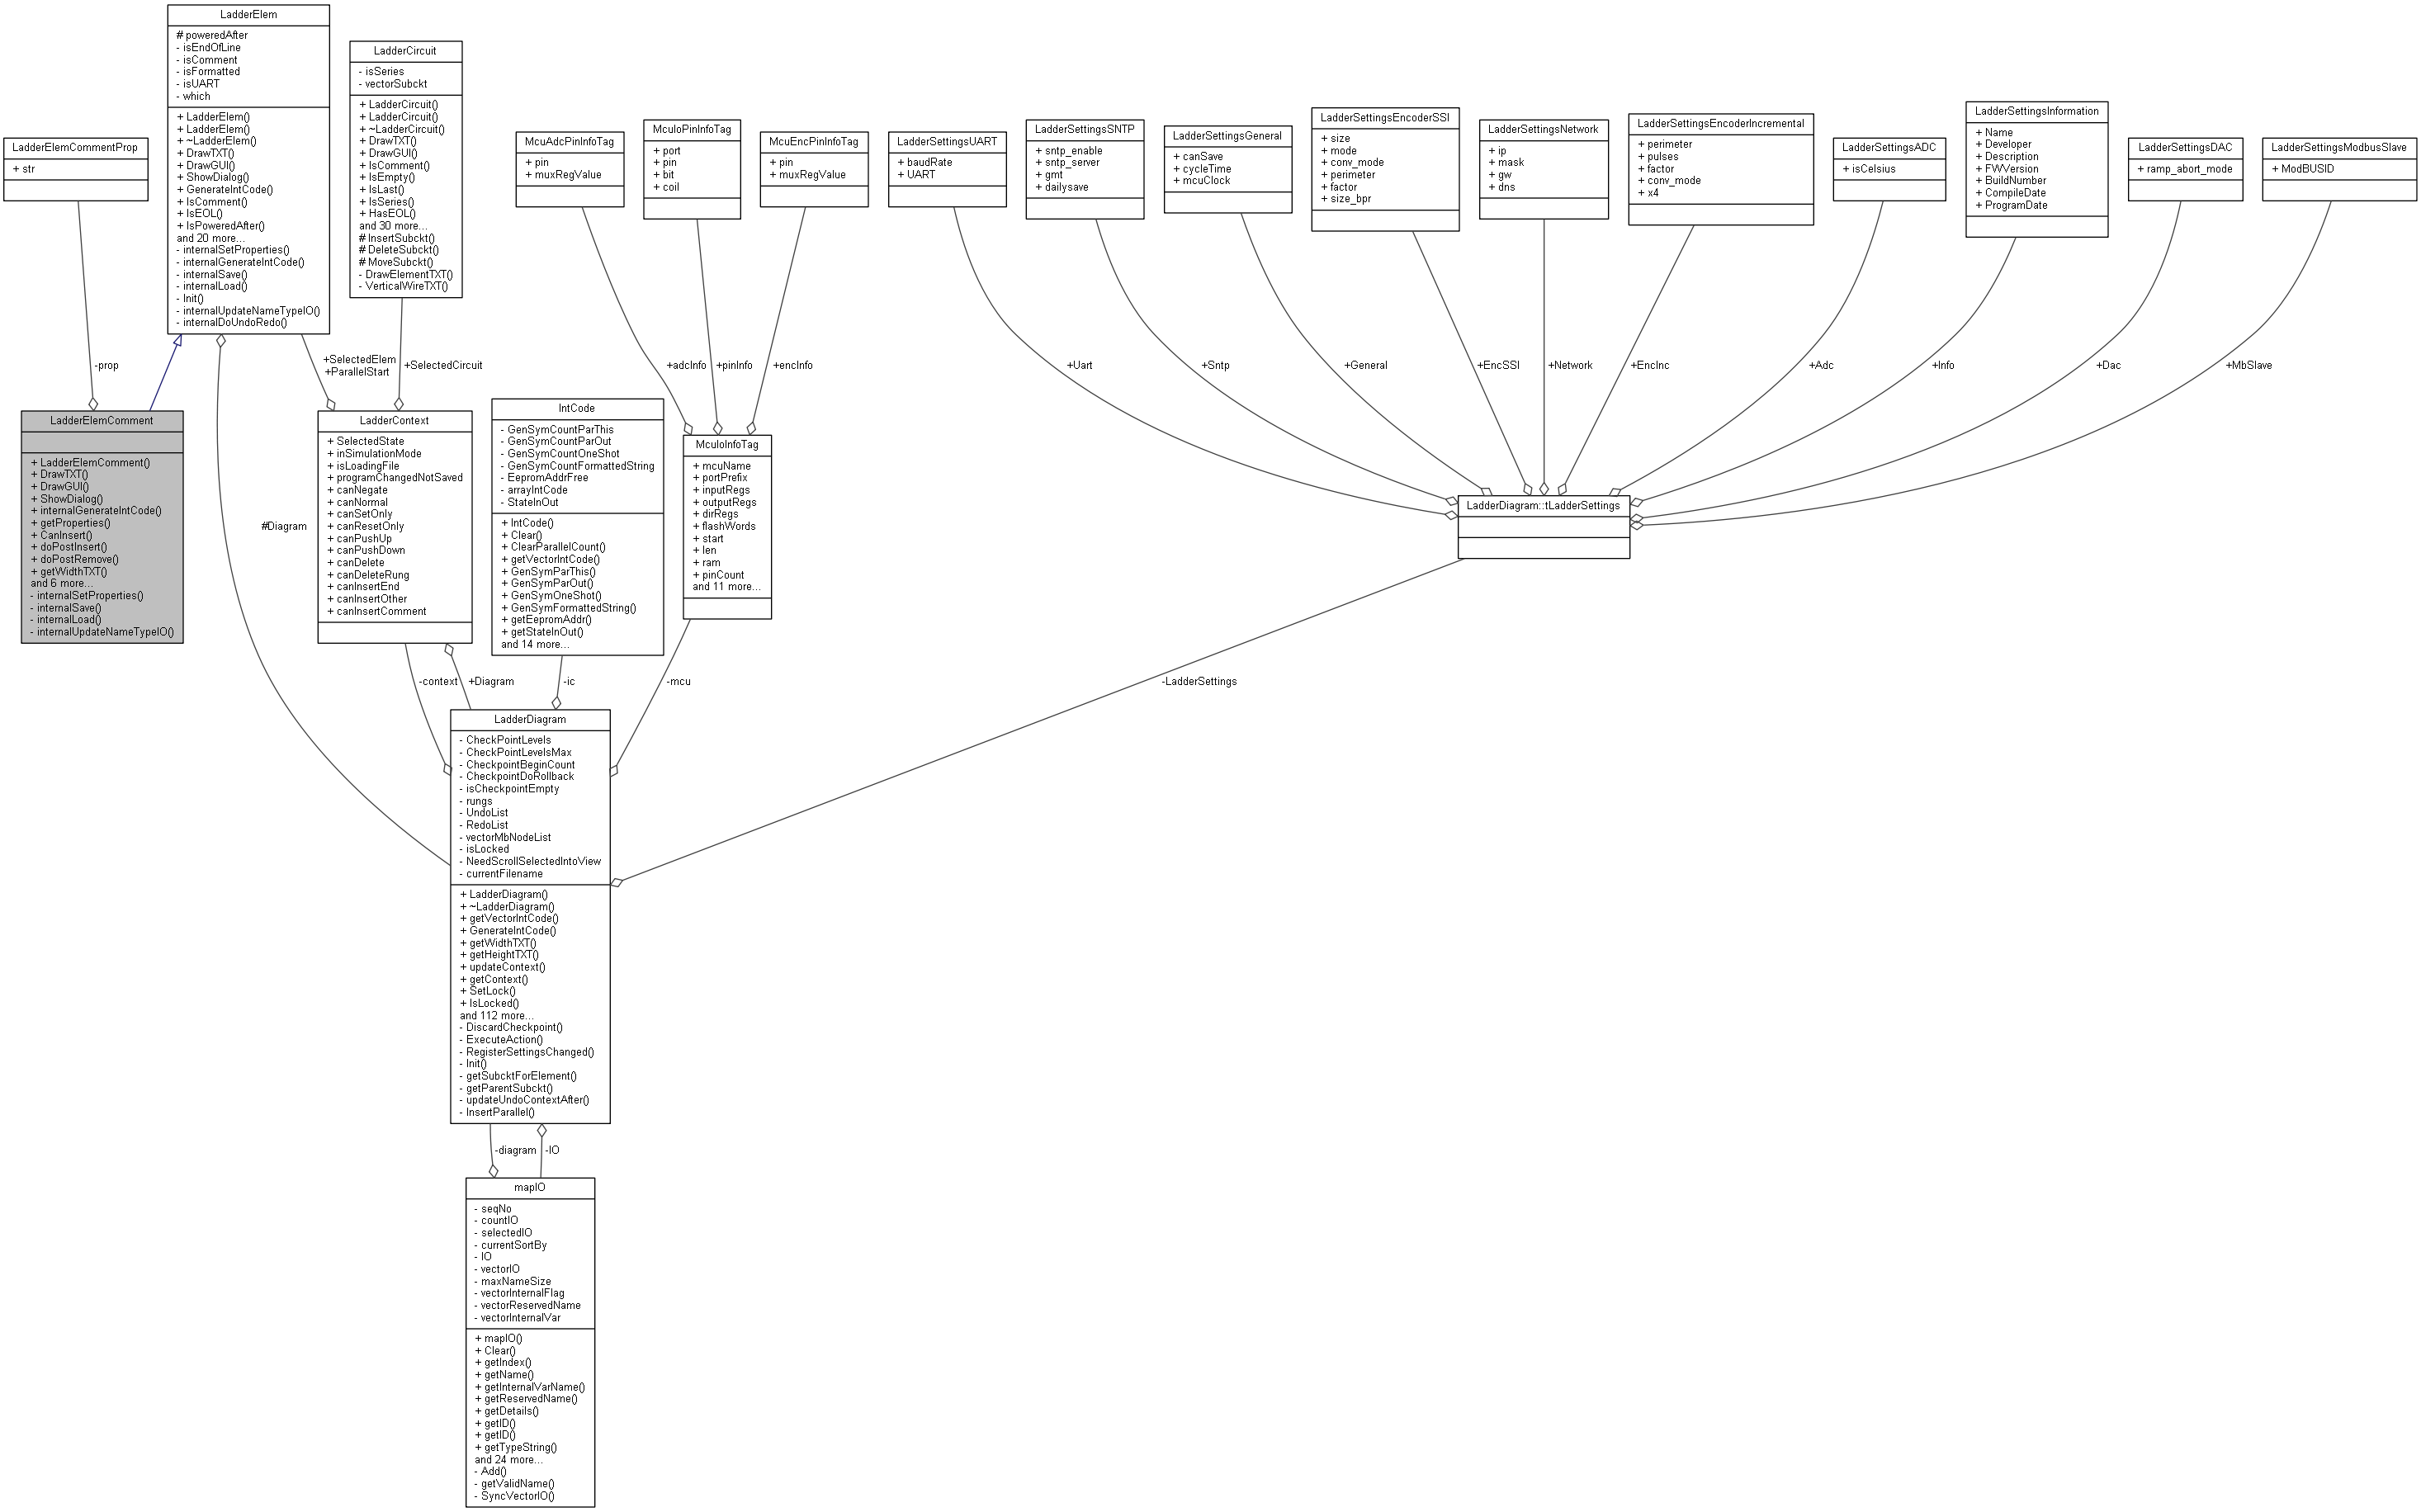 LadderElem
# poweredAfter
- isEndOfLine
- isComment
- isFormatted
- isUART
- which
+ LadderElem()
+ LadderElem()
+ ~LadderElem()
+ DrawTXT()
+ DrawGUI()
+ ShowDialog()
+ GenerateIntCode()
+ IsComment()
+ IsEOL()
+ IsPoweredAfter()
and 20 more...
- internalSetProperties()
- internalGenerateIntCode()
- internalSave()
- internalLoad()
- Init()
- internalUpdateNameTypeIO()
- internalDoUndoRedo()
LadderCircuit
- isSeries
- vectorSubckt
+ LadderCircuit()
+ LadderCircuit()
+ ~LadderCircuit()
+ DrawTXT()
+ DrawGUI()
+ IsComment()
+ IsEmpty()
+ IsLast()
+ IsSeries()
+ HasEOL()
and 30 more...
# InsertSubckt()
# DeleteSubckt()
# MoveSubckt()
- DrawElementTXT()
- VerticalWireTXT()
LadderElemCommentProp
+ str
McuAdcPinInfoTag
+ pin
+ muxRegValue
McuIoPinInfoTag
+ port
+ pin
+ bit
+ coil
McuEncPinInfoTag
+ pin
+ muxRegValue
LadderSettingsUART
+ baudRate
+ UART
LadderSettingsSNTP
+ sntp_enable
+ sntp_server
+ gmt
+ dailysave
LadderSettingsGeneral
+ canSave
+ cycleTime
+ mcuClock
LadderSettingsEncoderSSI
+ size
+ mode
+ conv_mode
+ perimeter
+ factor
+ size_bpr
LadderSettingsNetwork
+ ip
+ mask
+ gw
+ dns
LadderSettingsEncoderIncremental
+ perimeter
+ pulses
+ factor
+ conv_mode
+ x4
LadderSettingsADC
+ isCelsius
LadderSettingsInformation
+ Name
+ Developer
+ Description
+ FWVersion
+ BuildNumber
+ CompileDate
+ ProgramDate
LadderSettingsDAC
+ ramp_abort_mode
LadderSettingsModbusSlave
+ ModBUSID
-prop
+SelectedElem
+ParallelStart
+SelectedCircuit
+adcInfo
+pinInfo
+encInfo
+Uart
+Sntp
+General
+EncSSI
+Network
+EncInc
+Adc
+Info
+Dac
+MbSlave
LadderElemComment
+ LadderElemComment()
+ DrawTXT()
+ DrawGUI()
+ ShowDialog()
+ internalGenerateIntCode()
+ getProperties()
+ CanInsert()
+ doPostInsert()
+ doPostRemove()
+ getWidthTXT()
and 6 more...
- internalSetProperties()
- internalSave()
- internalLoad()
- internalUpdateNameTypeIO()
#Diagram
LadderContext
+ SelectedState
+ inSimulationMode
+ isLoadingFile
+ programChangedNotSaved
+ canNegate
+ canNormal
+ canSetOnly
+ canResetOnly
+ canPushUp
+ canPushDown
+ canDelete
+ canDeleteRung
+ canInsertEnd
+ canInsertOther
+ canInsertComment
IntCode
- GenSymCountParThis
- GenSymCountParOut
- GenSymCountOneShot
- GenSymCountFormattedString
- EepromAddrFree
- arrayIntCode
- StateInOut
+ IntCode()
+ Clear()
+ ClearParallelCount()
+ getVectorIntCode()
+ GenSymParThis()
+ GenSymParOut()
+ GenSymOneShot()
+ GenSymFormattedString()
+ getEepromAddr()
+ getStateInOut()
and 14 more...
McuIoInfoTag
+ mcuName
+ portPrefix
+ inputRegs
+ outputRegs
+ dirRegs
+ flashWords
+ start
+ len
+ ram
+ pinCount
and 11 more...
LadderDiagram::tLadderSettings
-context
+Diagram
-ic
-mcu
-LadderSettings
LadderDiagram
- CheckPointLevels
- CheckPointLevelsMax
- CheckpointBeginCount
- CheckpointDoRollback
- isCheckpointEmpty
- rungs
- UndoList
- RedoList
- vectorMbNodeList
- isLocked
- NeedScrollSelectedIntoView
- currentFilename
+ LadderDiagram()
+ ~LadderDiagram()
+ getVectorIntCode()
+ GenerateIntCode()
+ getWidthTXT()
+ getHeightTXT()
+ updateContext()
+ getContext()
+ SetLock()
+ IsLocked()
and 112 more...
- DiscardCheckpoint()
- ExecuteAction()
- RegisterSettingsChanged()
- Init()
- getSubcktForElement()
- getParentSubckt()
- updateUndoContextAfter()
- InsertParallel()
-diagram
-IO
mapIO
- seqNo
- countIO
- selectedIO
- currentSortBy
- IO
- vectorIO
- maxNameSize
- vectorInternalFlag
- vectorReservedName
- vectorInternalVar
+ mapIO()
+ Clear()
+ getIndex()
+ getName()
+ getInternalVarName()
+ getReservedName()
+ getDetails()
+ getID()
+ getID()
+ getTypeString()
and 24 more...
- Add()
- getValidName()
- SyncVectorIO()